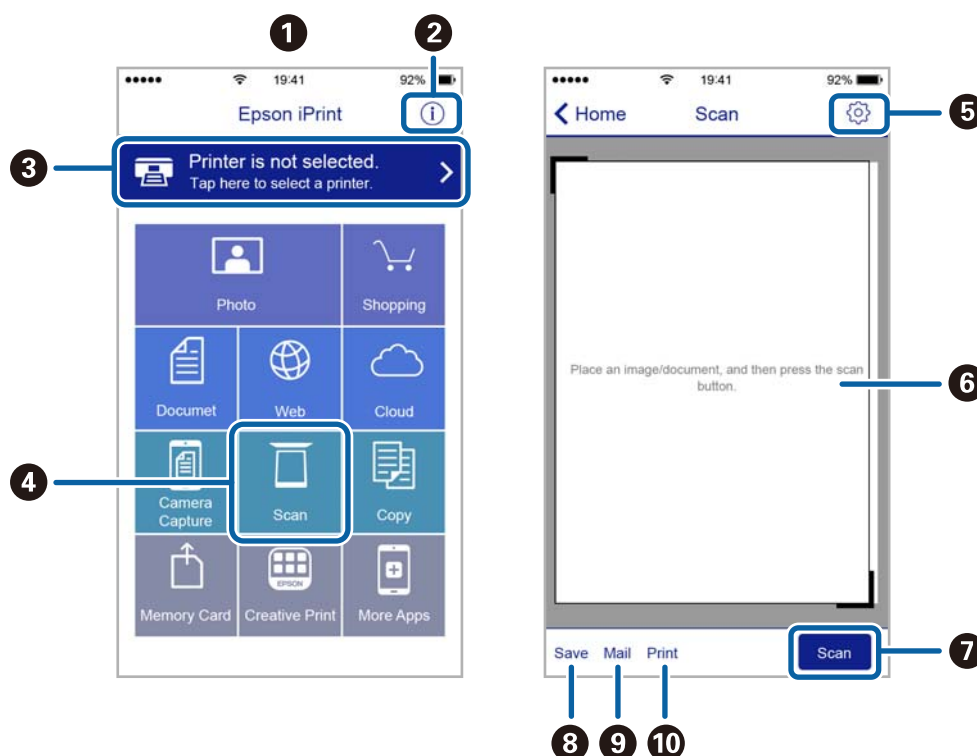 1
2
19:41
92%
Epson iPrint
3
Printer is not selected.
Tap here to select a printer.
Photo
Shopping
Documet
Web
Cloud
4
Camera
Capture
Scan
Copy
EPSON
Memory Card
Creative Print
More Apps
19:41
92%
Home
Scan
5
Place an image/document, and then press the scan
button.
6
Save Mail Print
Scan
7
8 9 10